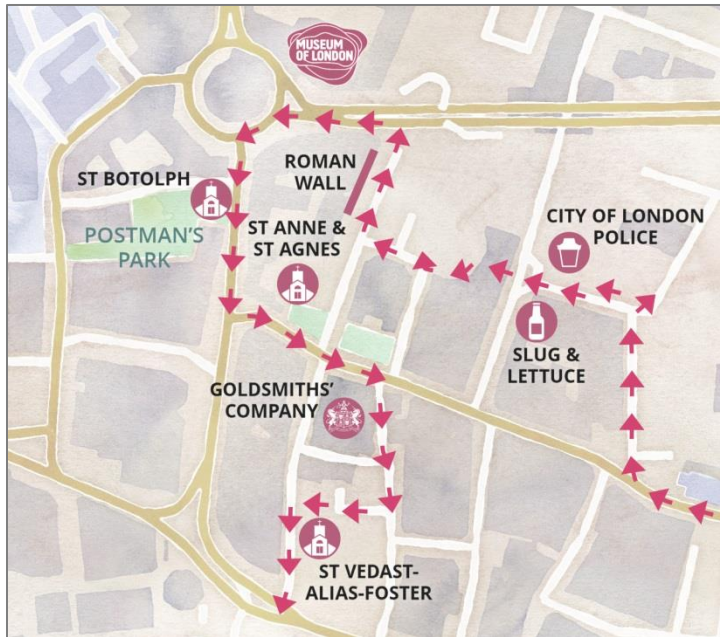 MUSEUM
OF LONDON
ST BOTOLPH
ROMAN
WALL
POSTMAN'S
PARK
ST ANNE &
ST AGNES
CITY OF LONDON
POLICE
SLUG &
LETTUCE
GOLDSMITHS'
COMPANY
ST VEDAST-
ALIAS-FOSTER